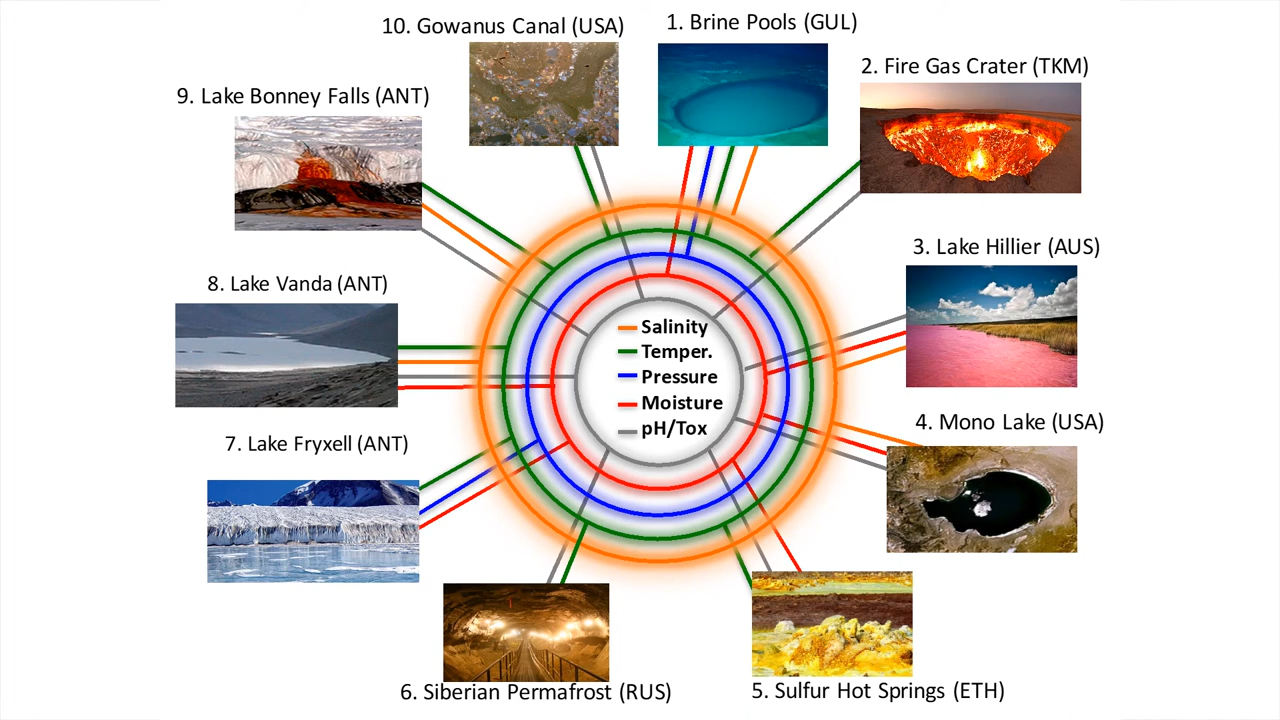 10. Gowanus Canal (USA)
1. Brine Pools (GUL)
2. Fire Gas Crater (TKM)
9. Lake Bonney Falls (ANT)
3. Lake Hillier (AUS)
8. Lake Vanda (ANT)
Salinity
Temper.
Pressure
Moisture
pH/Tox
4. Mono Lake (USA)
7. Lake Fryxell (ANT)
6. Siberian Permafrost (RUS)
5. Sulfur Hot Springs (ETH)